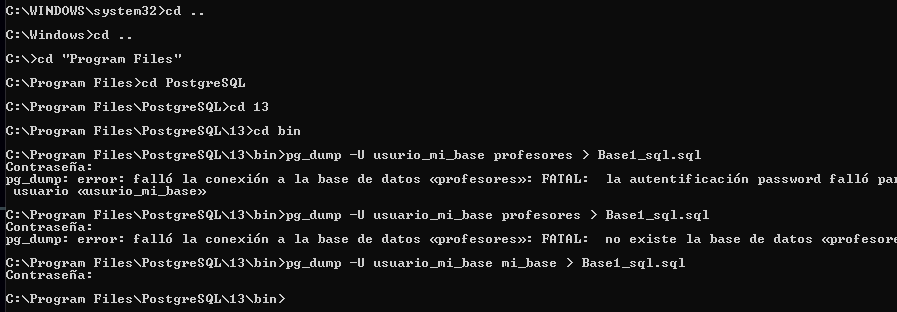 C:\WINDOWS\system32>cd ..
C:\Windows>cd ..
C:\>cd "Program Files"
C:\Program Files>cd PostgreSQL
C:\Program Files\PostgreSQL>cd 13
C:\Program Files\PostgreSQL\13>cd bin
C:\Program Files\PostgreSQL\13\bin>pg_dump -U usurio_mi_base profesores > Base1_sql.sql
Contraseña:
pg_dump: error: falló la conexión a la base de datos «profesores»: FATAL:  la autentificación password falló par
 usuario «usurio_mi_base»
C:\Program Files\PostgreSQL\13\bin>pg_dump -U usuario_mi_base profesores > Base1_sql.sql
Contraseña:
pg_dump: error: falló la conexión a la base de datos «profesores»: FATAL:  no existe la base de datos «profesore
C:\Program Files\PostgreSQL\13\bin>pg_dump -U usuario_mi_base mi_base > Base1_sql.sql
Contraseña:
C:\Program Files\PostgreSQL\13\bin>